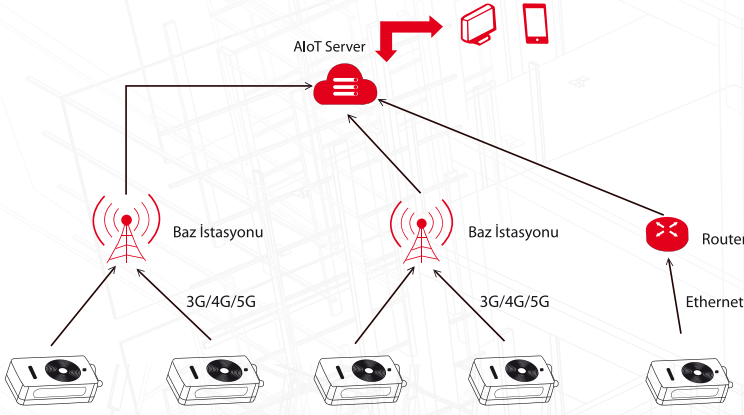 AIoT Server
Baz İstasyonu
Baz İstasyonu
Router
3G/4G/5G
3G/4G/5G
Ethernet